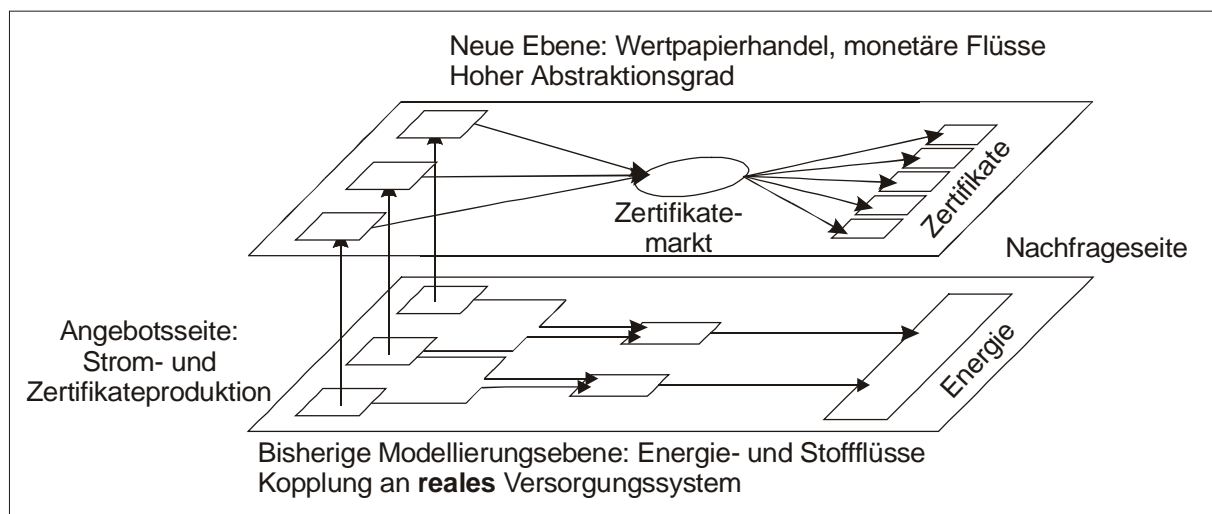 Neue Ebene: Wertpapierhandel, monetäre Flüsse
Hoher Abstraktionsgrad
Zertifikate-
markt
Zertifikate
Nachfrageseite
Angebotsseite:
Strom- und
Zertifikateproduktion
Energie
Bisherige Modellierungsebene: Energie- und Stoffflüsse
Kopplung an reales Versorgungssystem